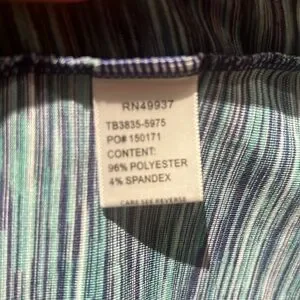 RN49937
TB3835-5975
PO# 150171
CONTENT:
96% POLYESTER
4% SPANDEX
CARE SEE REVERSE